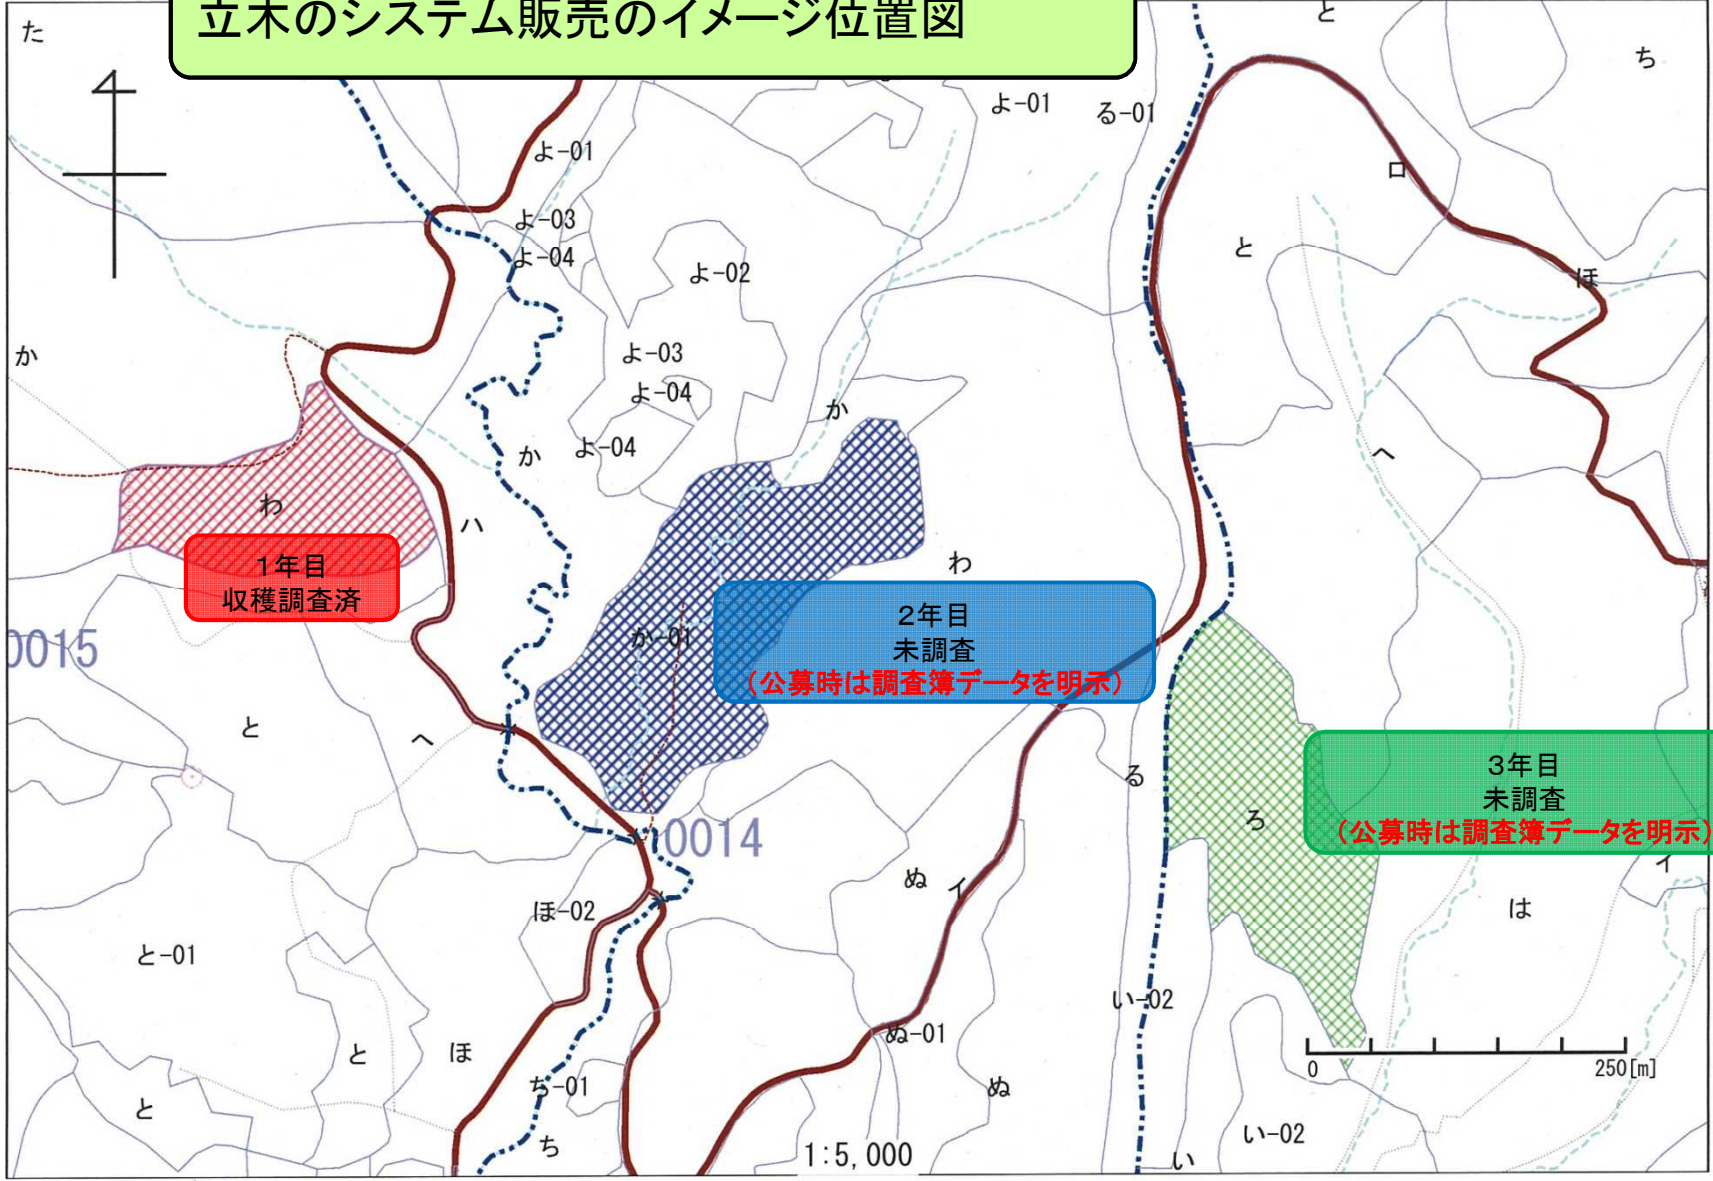 立木のシステム販売のイメージ位置図
た
と
ち
よ-01
る-01
よ-01
ロ
よ-03
と
よ-04
よ-02
ほ
か
よ-03
よ-04
か
よ-04
か
へ
わ
ハ
わ
1年目
収穫調査済
2年目
未調査
(公募時は調査簿データを明示)
か-01
0015
と
へ
る
3年目
未調査
(公募時は調査簿データを明示)
ろ
0014
イ
ぬ
イ
ほ-02
は
と-01
い-02
ぬ-01
と
ほ
0
250[m]
ち-01
ぬ
と
ち
1:5,000
い-02
い